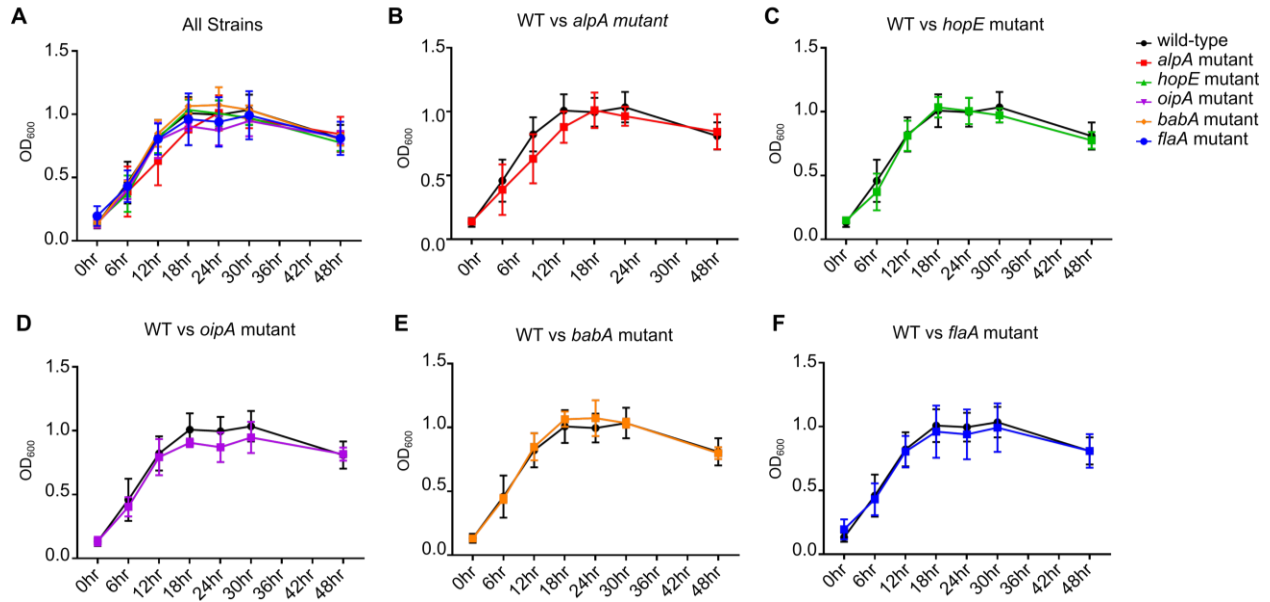 A
All Strains
OD600
1.5
1.0
0.5
0.0
0hr
6hr
12hr
18hr
24hr
30hr
36hr
42hr
48hr
B
WT vs alpA mutant
OD600
1.5
1.0
0.5
0.0
0hr
6hr
12hr
18hr
24hr
30hr
48hr
C
WT vs hopE mutant
OD600
1.5
1.0
0.5
0.0
0hr
6hr
12hr
18hr
24hr
30hr
36hr
42hr
48hr
wild-type
alpA mutant
hopE mutant
oipA mutant
babA mutant
flaA mutant
D
WT vs oipA mutant
OD600
1.5
1.0
0.5
0.0
0hr
6hr
12hr
18hr
24hr
30hr
36hr
42hr
48hr
E
WT vs babA mutant
OD600
1.5
1.0
0.5
0.0
0hr
6hr
12hr
18hr
24hr
30hr
36hr
42hr
48hr
F
WT vs flaA mutant
OD600
1.5
1.0
0.5
0.0
0hr
6hr
12hr
18hr
24hr
30hr
36hr
42hr
48hr